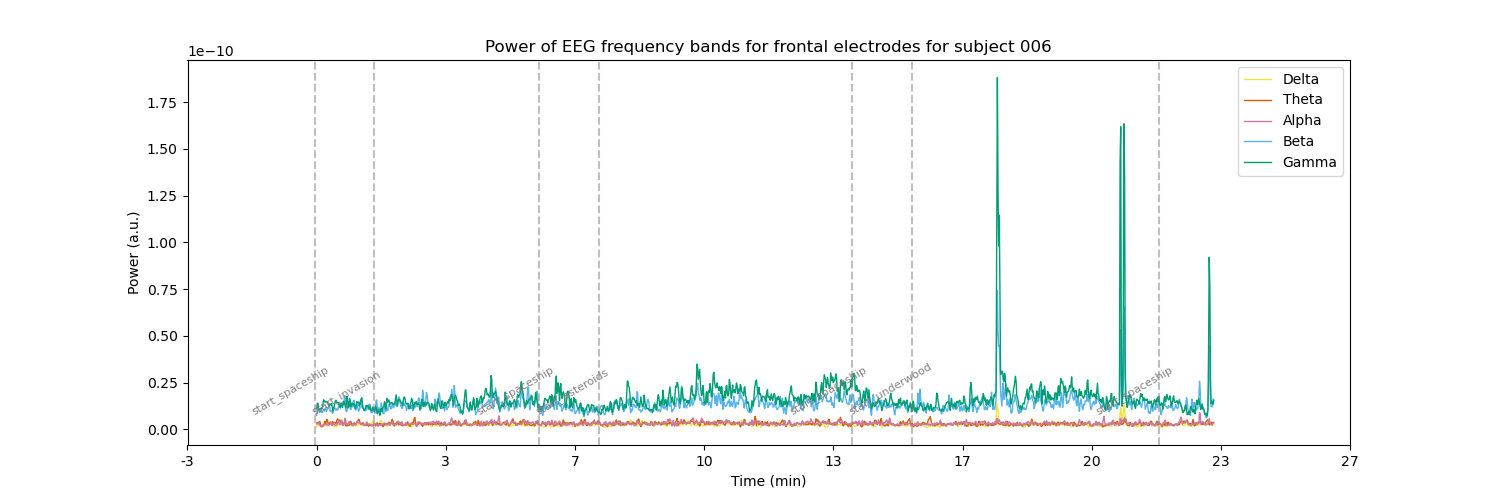 Power of EEG frequency bands for frontal electrodes for subject 006
1e−10
Delta
Theta
Alpha
Beta
Gamma
1.75
1.50
1.25
1.00
0.75
0.50
0.25
0.00
Power (a.u.)
start_spaceship
start_invasion
start_spaceship
start_asteroids
start_spaceship
start_underwood
start_spaceship
-3
0
3
7
10
13
17
20
23
27
Time (min)